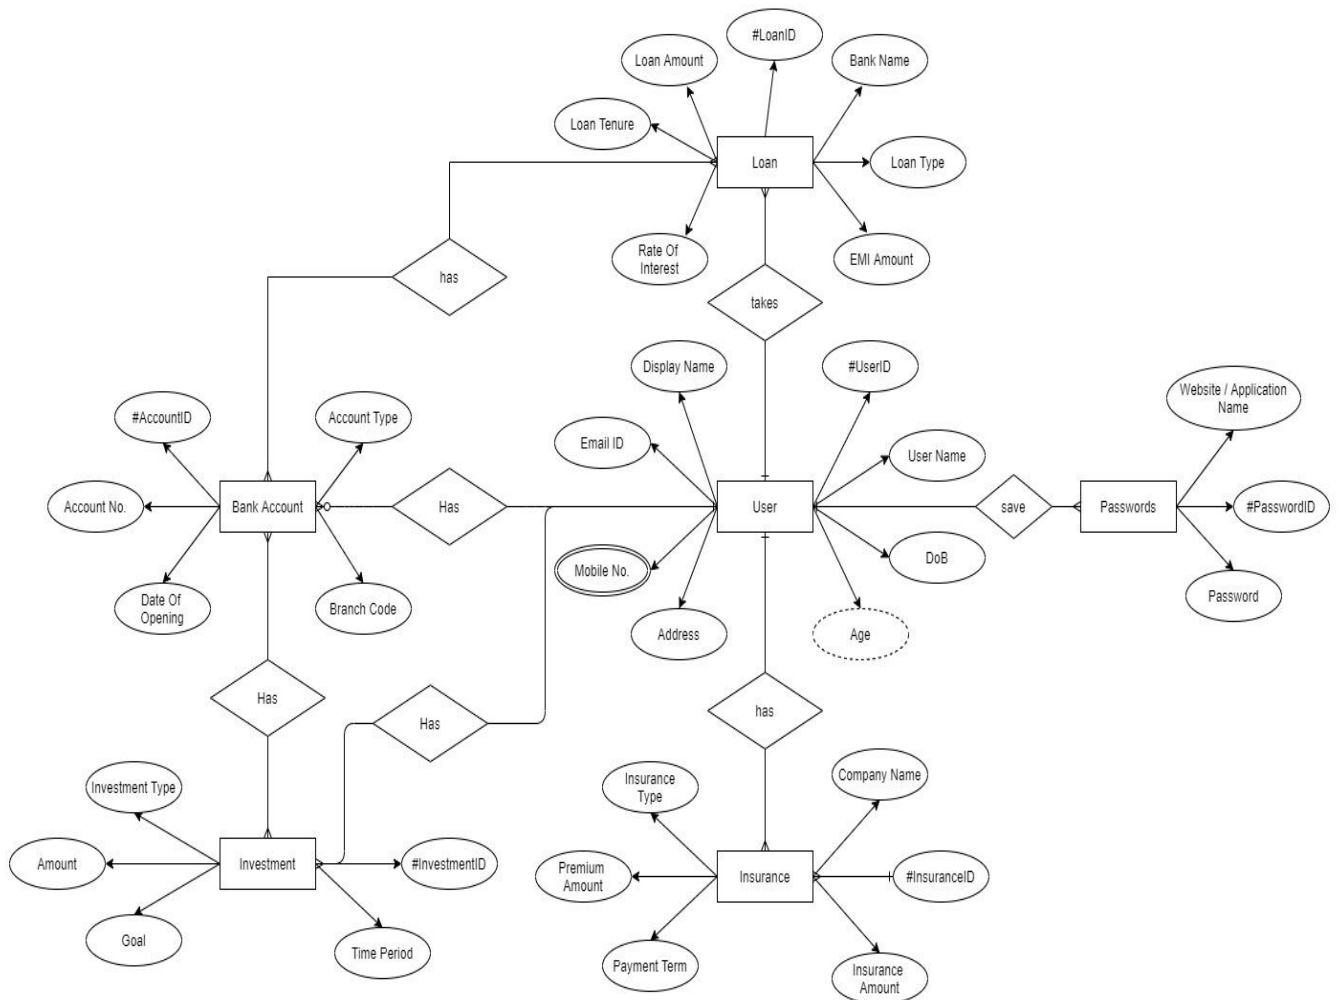 #LoanID
Loan Amount
Bank Name
Loan Tenure
Loan
Loan Type
Rate Of
Interest
EMI Amount
has
takes
Display Name
#UserID
Website / Application
Name
#AccountID
Account Type
Email ID
User Name
Account No.
Bank Account
Has
User
save
Passwords
#PasswordID
Mobile No.
DoB
Date Of
Opening
Branch Code
Password
Address
Age
Has
Has
has
Investment Type
Insurance
Type
Company Name
Amount
Investment
#InvestmentID
Premium
Amount
Insurance
#InsuranceID
Goal
Time Period
Payment Term
Insurance
Amount